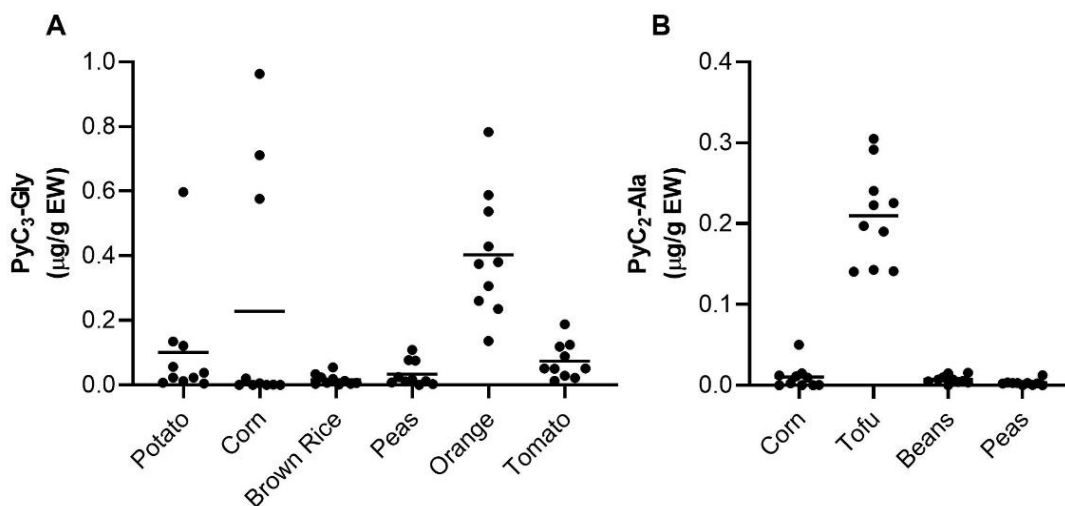 A
PyC₃-Gly
(µg/g EW)
1.0
0.8
0.6
0.4
0.2
0.0
Potato
Corn
Brown Rice
Peas
Orange
Tomato
B
PyC₂-Ala
(µg/g EW)
0.4
0.3
0.2
0.1
0.0
Corn
Tofu
Beans
Peas